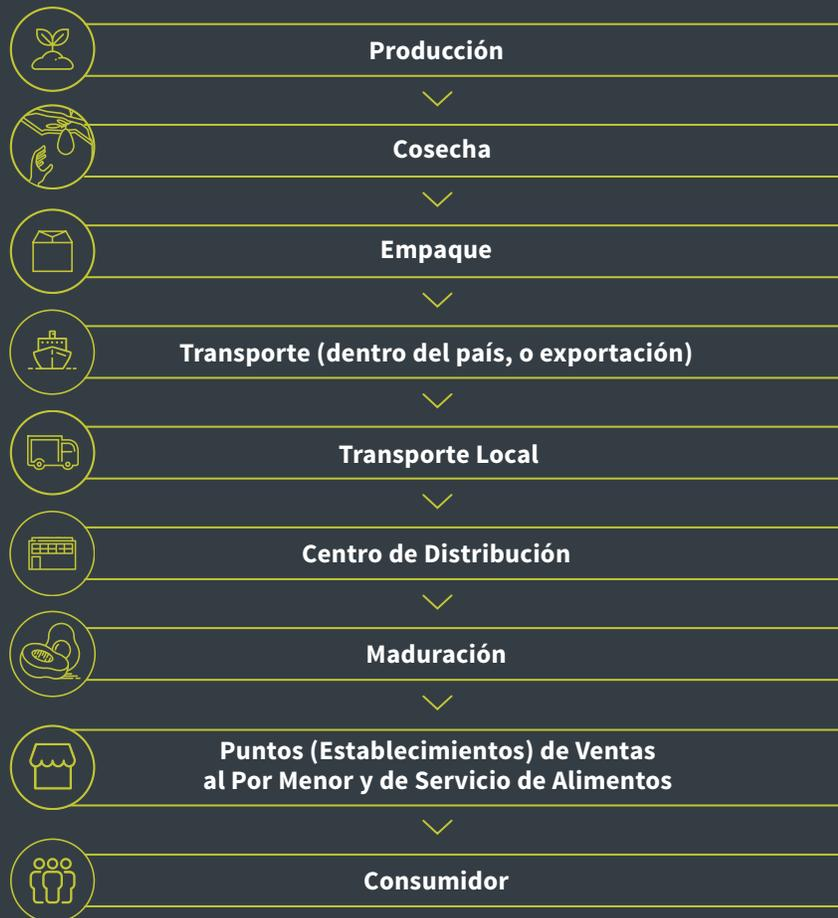 Producción
Cosecha
Empaque
Transporte (dentro del país, o exportación)
Transporte Local
Centro de Distribución
Maduración
Puntos (Establecimientos) de Ventas
al Por Menor y de Servicio de Alimentos
Consumidor